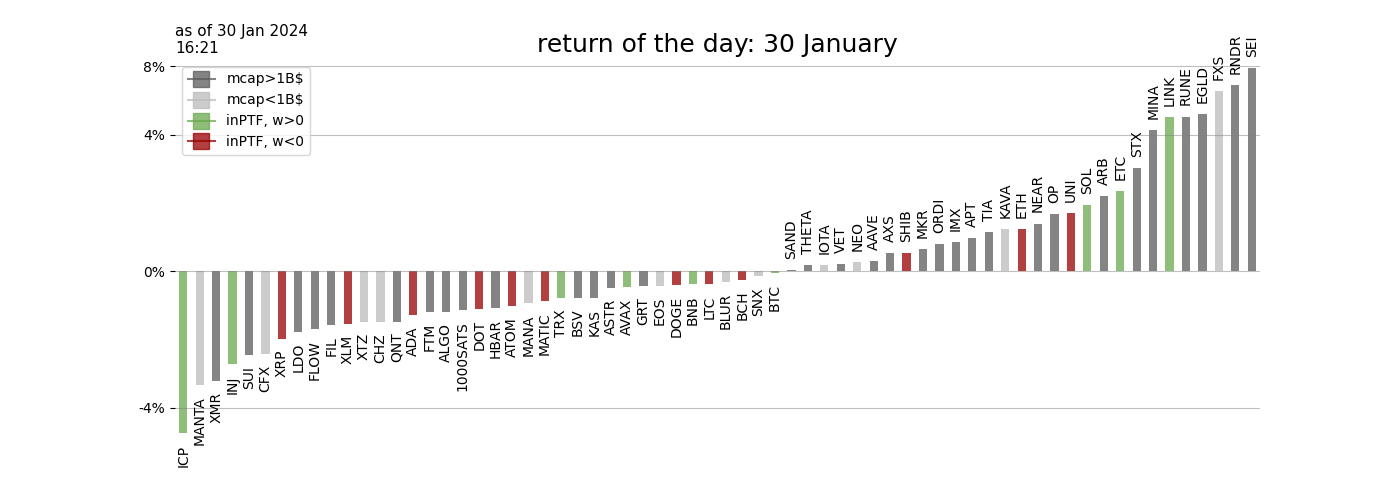 as of 30 Jan 2024
16:21
return of the day: 30 January
8%
4%
0%
-4%
mcap>1B$
mcap<1B$
inPTF, w>0
inPTF, w<0
ICP
MANTA
XMR
INJ
SUI
CFX
XRP
LDO
FLOW
FIL
XLM
XTZ
CHZ
QNT
ADA
FTM
ALGO
1000SATS
DOT
HBAR
ATOM
MANA
MATIC
TRX
BSV
KAS
ASTR
AVAX
GRT
EOS
DOGE
BNB
LTC
BLUR
BCH
SNX
BTC
SAND
THETA
IOTA
VET
NEO
AAVE
AXS
SHIB
MKR
ORDI
IMX
APT
TIA
KAVA
ETH
NEAR
OP
UNI
SOL
ARB
ETC
STX
MINA
LINK
RUNE
EGLD
FXS
RNDR
SEI